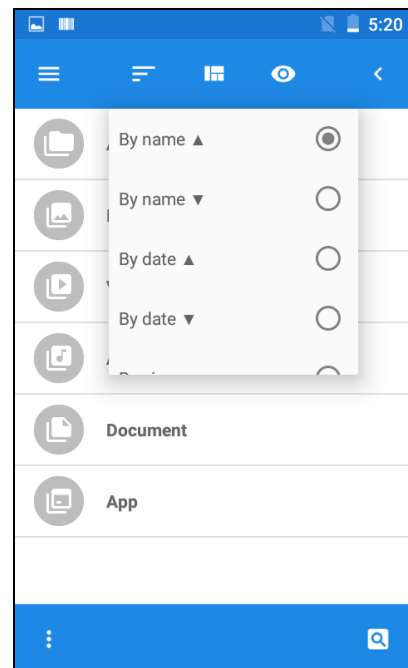 5:20
By name ▲
By name ▼
By date ▲
By date ▼
Document
App